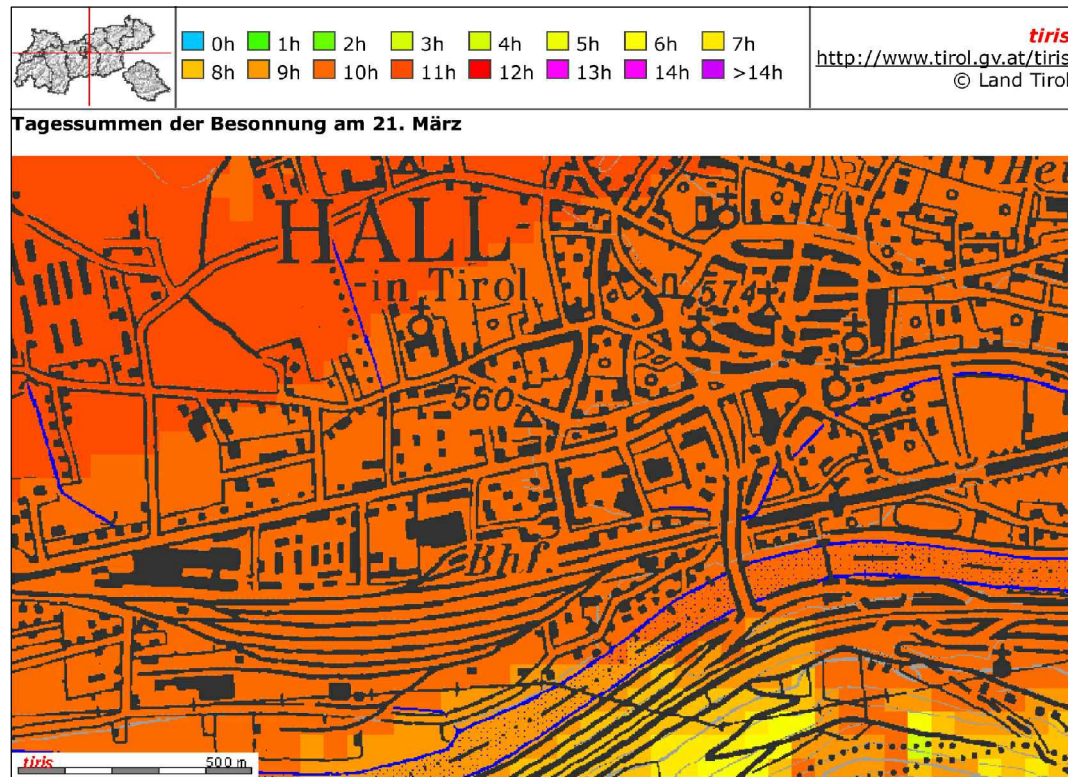 0h 1h 2h 3h 4h 5h 6h 7h
8h 9h 10h 11h 12h 13h 14h >14h
tiris
http://www.tirol.gv.at/tiris
© Land Tirol
Tagessummen der Besonnung am 21. März
HALL
in Tirol
574
560
Bhf.
tiris
500 m